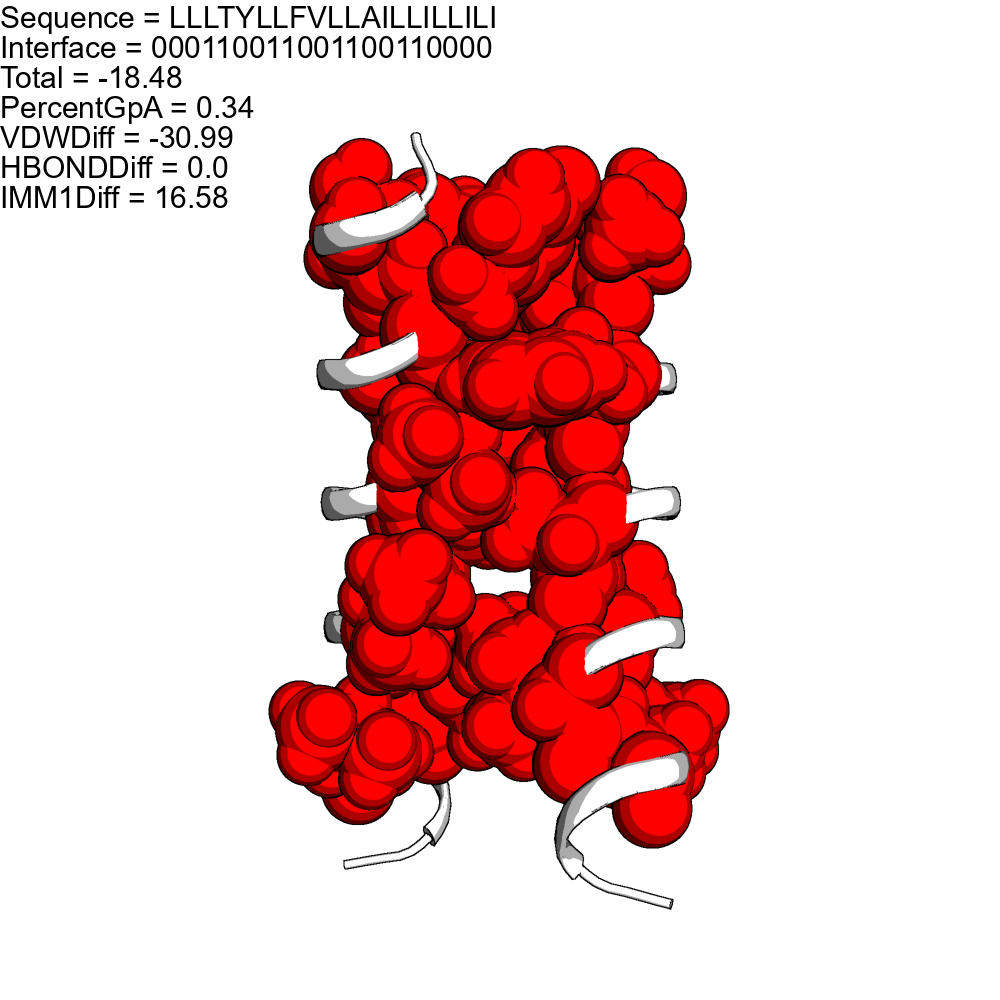 Sequence = LLLTYLLFVLLAILLILLILI
Interface = 000110011001100110000
Total = -18.48
PercentGpA = 0.34
VDWDiff = -30.99
HBONDDiff = 0.0
IMM1Diff = 16.58